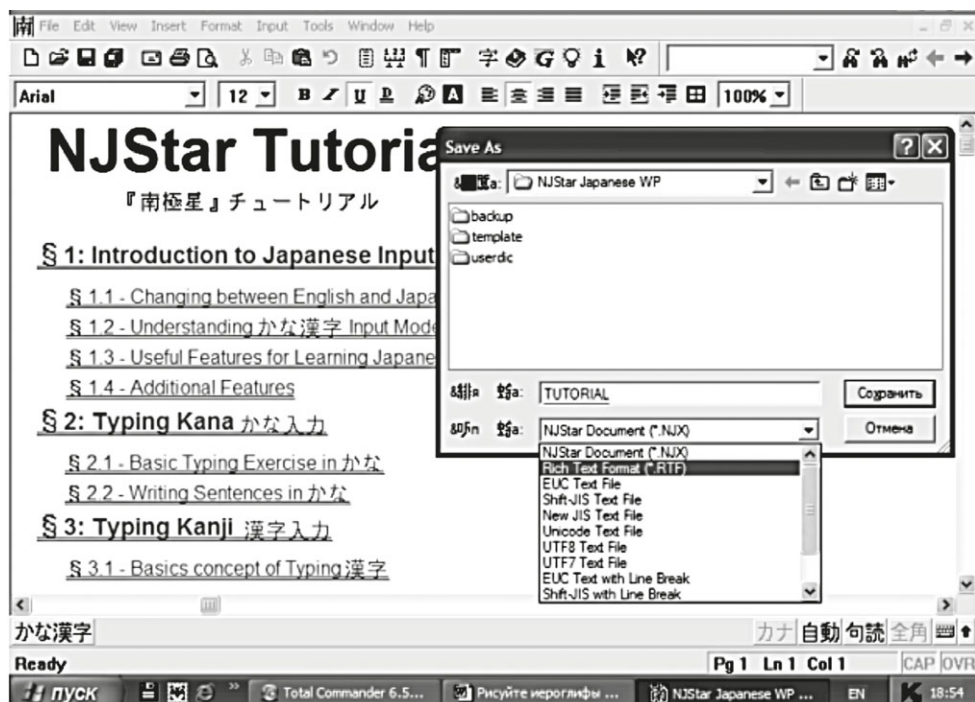 File Edit View Insert Format Input Tools Window Help
Arial 12 B U D A 100%
NJStar Tutoria
『南極星』チュートリアル
§ 1: Introduction to Japanese Input
§ 1.1 - Changing between English and Japa
§ 1.2 - Understanding かな漢字 Input Mode
§ 1.3 - Useful Features for Learning Japane
§ 1.4 - Additional Features
§ 2: Typing Kana かな入力
§ 2.1 - Basic Typing Exercise in かな
§ 2.2 - Writing Sentences in かな
§ 3: Typing Kanji 漢字入力
§ 3.1 - Basics concept of Typing 漢字
Save As
NJStar Japanese WP
backup
template
userdic
TUTORIAL
Сохранить
NJStar Document (*.NJX)
Отмена
NJStar Document (*.NJX)
Rich Text Format (*.RTF)
EUC Text File
Shift-JIS Text File
New JIS Text File
Unicode Text File
UTF8 Text File
UTF7 Text File
EUC Text with Line Break
Shift-JIS with Line Break
かな漢字 カナ 自動 句読 全角
Ready Pg 1 Ln 1 Col 1 CAP OVR
пуск Total Commander 6.5... Рисуйте иероглифы ... NJStar Japanese WP ... EN 18:54